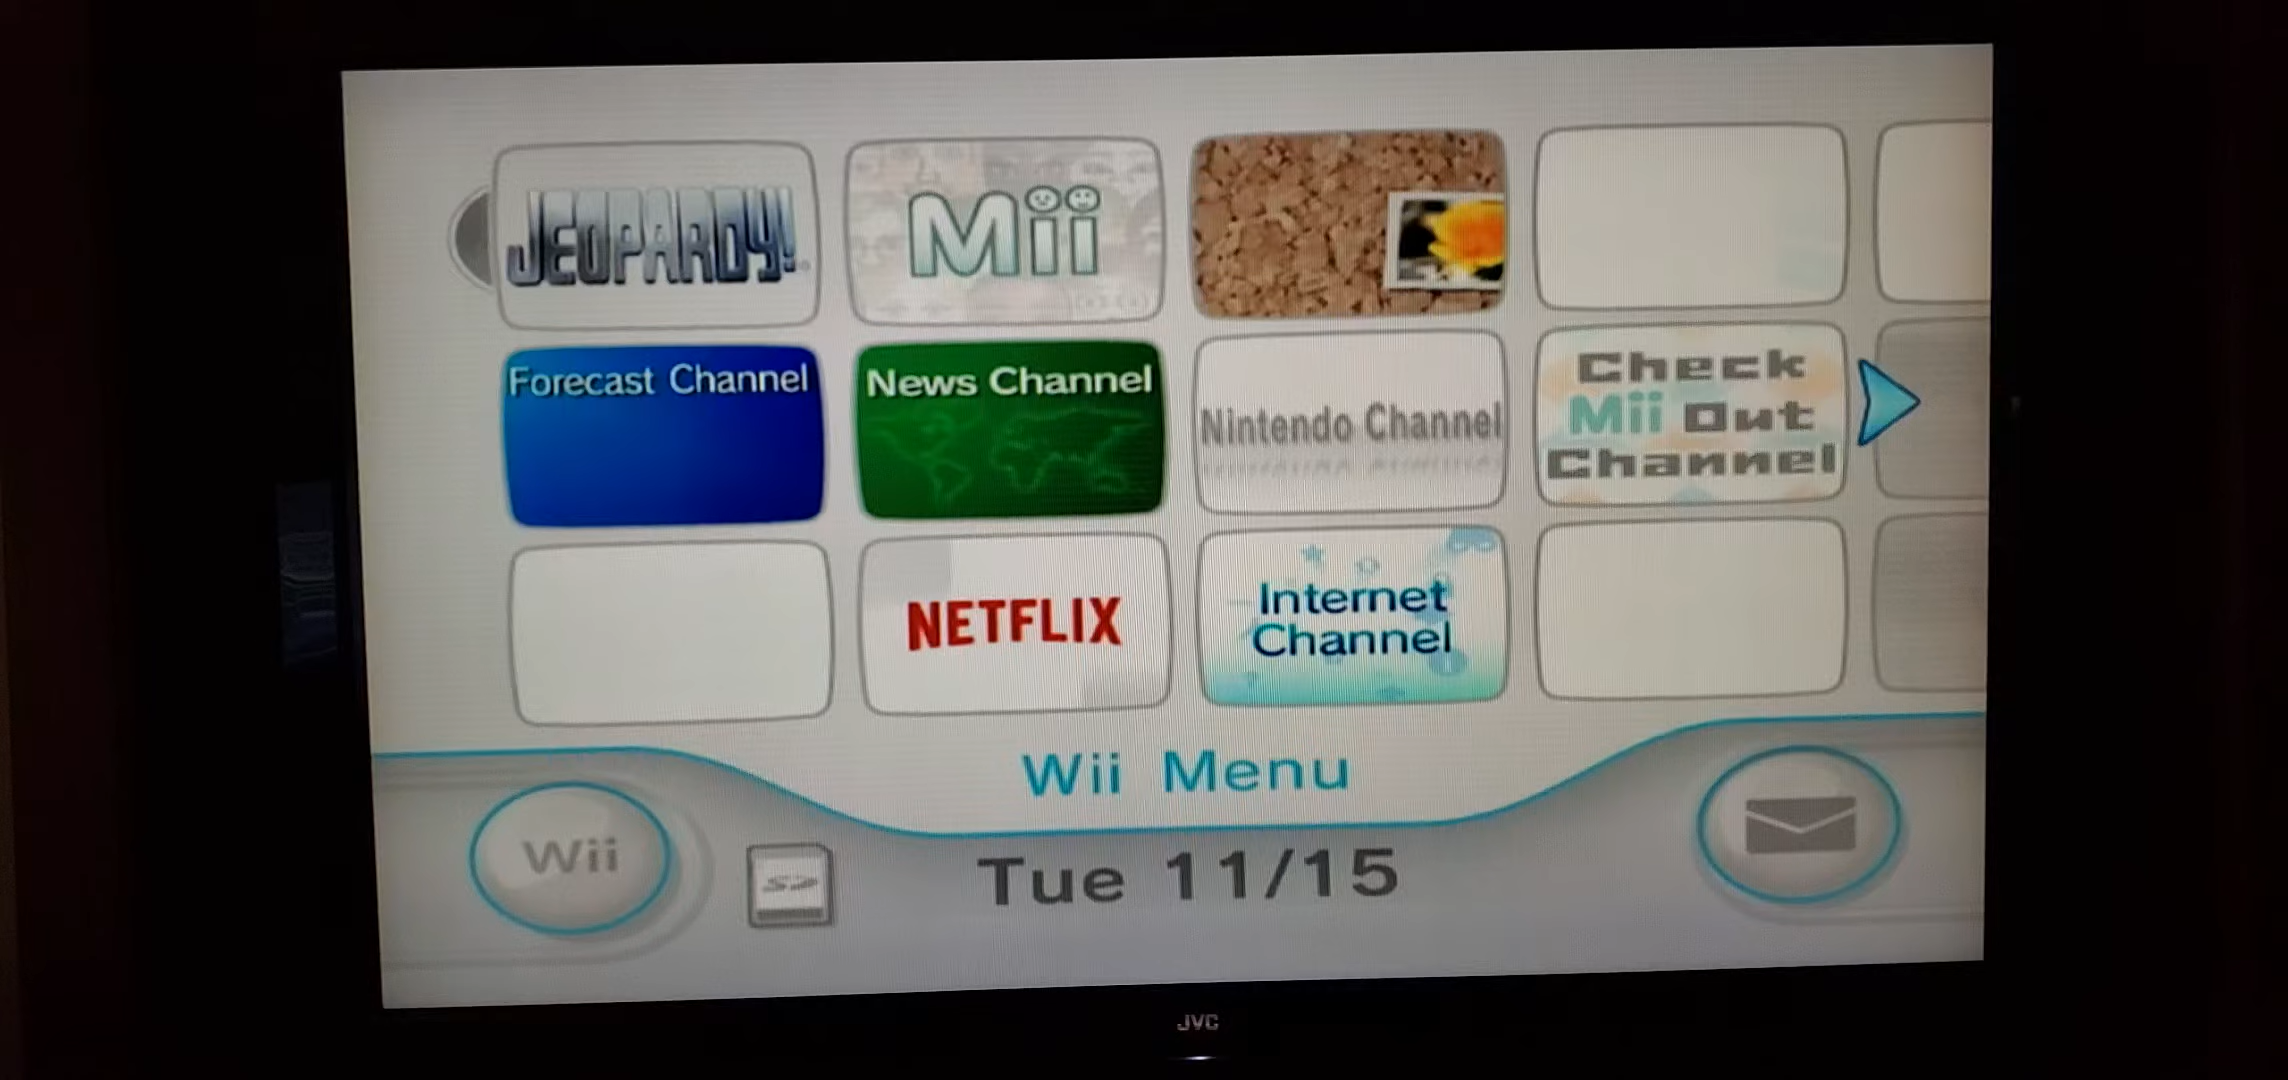 JEOPARDY!
Mii
Forecast Channel
News Channel
Nintendo Channel
Check
Mii Out
Channel
NETFLIX
Internet
Channel
Wii Menu
Wii
SD
Tue 11/15
JVC